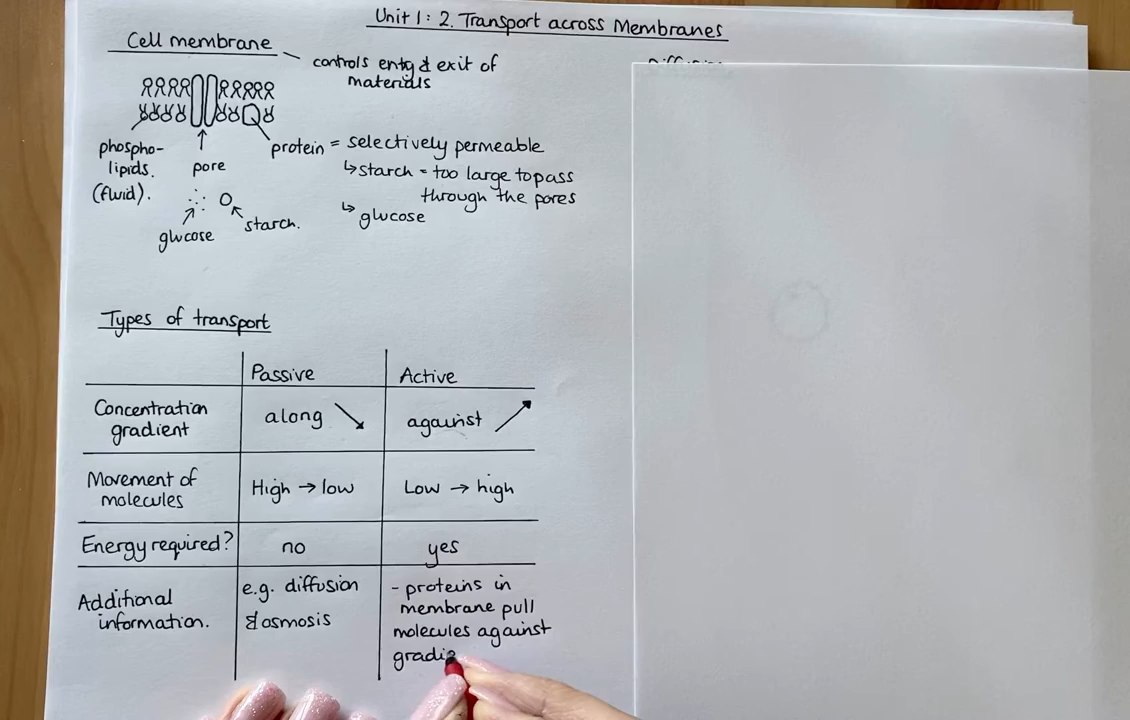 Unit 1: 2. Transport across Membranes
Cell membrane
controls entry & exit of
materials
phospho-
lipids.
(fluid).
pore
protein = selectively permeable
↳ starch = too large to pass
through the pores
↳ glucose
glucose
starch.
Types of transport
Passive
Active
Concentration
gradient
along
against
Movement of
molecules
High → low
Low → high
Energy required?
no
yes
Additional
information.
e.g. diffusion
& osmosis
- proteins in
membrane pull
molecules against
gradie